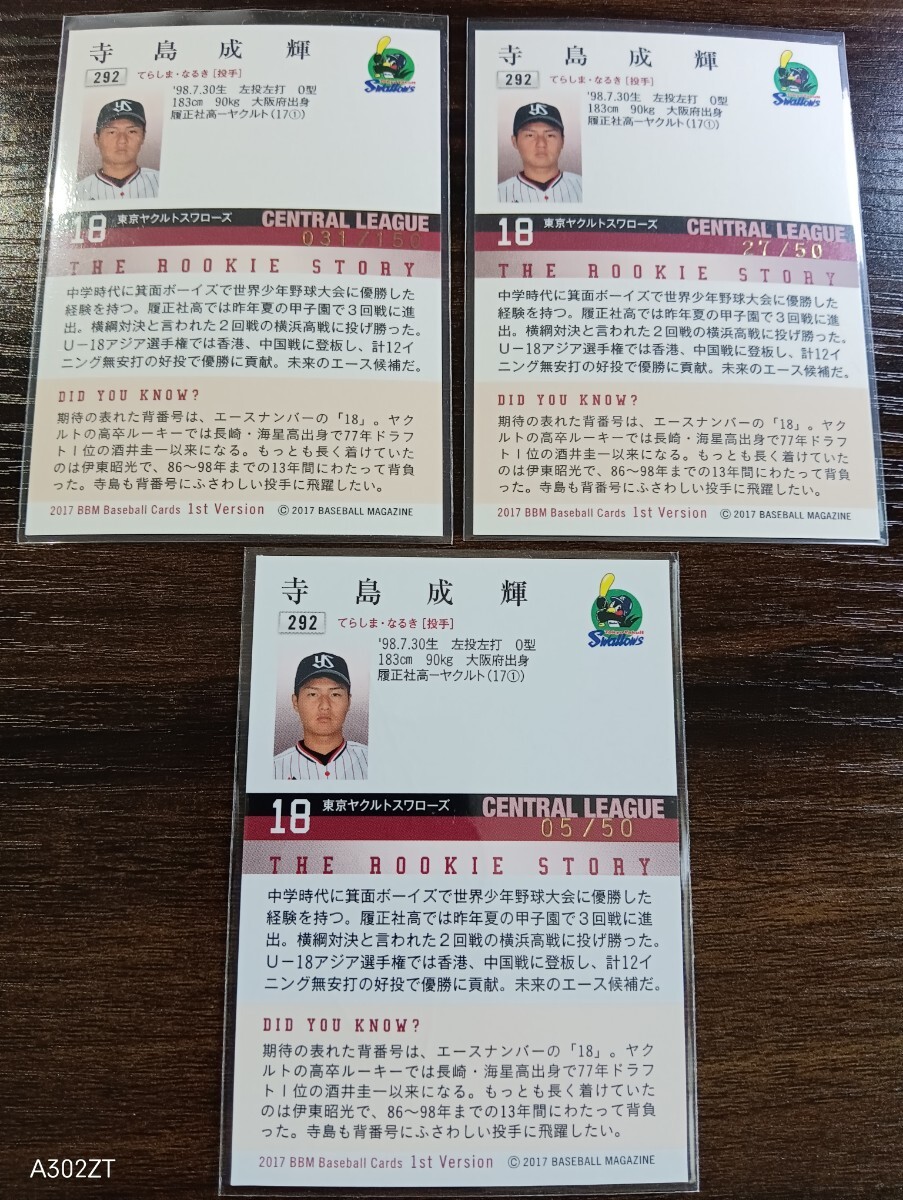 寺島成輝
292 てらしま・なるき [投手]
'98.7.30生 左投左打 O型
183cm 90kg 大阪府出身
履正社高ーヤクルト(17①)
Swallows
18 東京ヤクルトスワローズ CENTRAL LEAGUE
031/150
THE ROOKIE STORY
中学時代に箕面ボーイズで世界少年野球大会に優勝した
経験を持つ。履正社高では昨年夏の甲子園で3回戦に進
出。横綱対決と言われた2回戦の横浜高戦に投げ勝った。
U−18アジア選手権では香港、中国戦に登板し、計12イ
ニング無安打の好投で優勝に貢献。未来のエース候補だ。
DID YOU KNOW?
期待の表れた背番号は、エースナンバーの「18」。ヤク
ルトの高卒ルーキーでは長崎・海星高出身で77年ドラフ
ト1位の酒井圭一以来になる。もっとも長く着けていた
のは伊東昭光で、86〜98年までの13年間にわたって背負
った。寺島も背番号にふさわしい投手に飛躍したい。
2017 BBM Baseball Cards 1st Version © 2017 BASEBALL MAGAZINE
寺島成輝
292 てらしま・なるき [投手]
'98.7.30生 左投左打 O型
183cm 90kg 大阪府出身
履正社高ーヤクルト(17①)
Swallows
18 東京ヤクルトスワローズ CENTRAL LEAGUE
27/50
THE ROOKIE STORY
中学時代に箕面ボーイズで世界少年野球大会に優勝した
経験を持つ。履正社高では昨年夏の甲子園で3回戦に進
出。横綱対決と言われた2回戦の横浜高戦に投げ勝った。
U−18アジア選手権では香港、中国戦に登板し、計12イ
ニング無安打の好投で優勝に貢献。未来のエース候補だ。
DID YOU KNOW?
期待の表れた背番号は、エースナンバーの「18」。ヤ
クルトの高卒ルーキーでは長崎・海星高出身で77年ドラ
フト1位の酒井圭一以来になる。もっとも長く着けていた
のは伊東昭光で、86〜98年までの13年間にわたって背負
った。寺島も背番号にふさわしい投手に飛躍したい。
2017 BBM Baseball Cards 1st Version © 2017 BASEBALL MAGAZINE
寺島成輝
292 てらしま・なるき [投手]
'98.7.30生 左投左打 O型
183cm 90kg 大阪府出身
履正社高ーヤクルト(17①)
Swallows
18 東京ヤクルトスワローズ CENTRAL LEAGUE
05/50
THE ROOKIE STORY
中学時代に箕面ボーイズで世界少年野球大会に優勝した
経験を持つ。履正社高では昨年夏の甲子園で3回戦に進
出。横綱対決と言われた2回戦の横浜高戦に投げ勝った。
U−18アジア選手権では香港、中国戦に登板し、計12イ
ニング無安打の好投で優勝に貢献。未来のエース候補だ。
DID YOU KNOW?
期待の表れた背番号は、エースナンバーの「18」。ヤク
ルトの高卒ルーキーでは長崎・海星高出身で77年ドラフ
ト1位の酒井圭一以来になる。もっとも長く着けていた
のは伊東昭光で、86〜98年までの13年間にわたって背負
った。寺島も背番号にふさわしい投手に飛躍したい。
2017 BBM Baseball Cards 1st Version © 2017 BASEBALL MAGAZINE
A302ZT